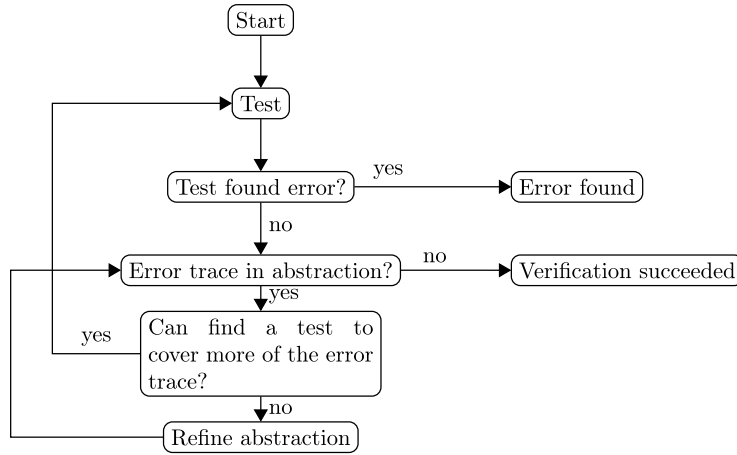 Start
Test
Test found error?
yes
Error found
no
Error trace in abstraction?
no
Verification succeeded
yes
Can find a test to
cover more of the error
trace?
yes
no
Refine abstraction